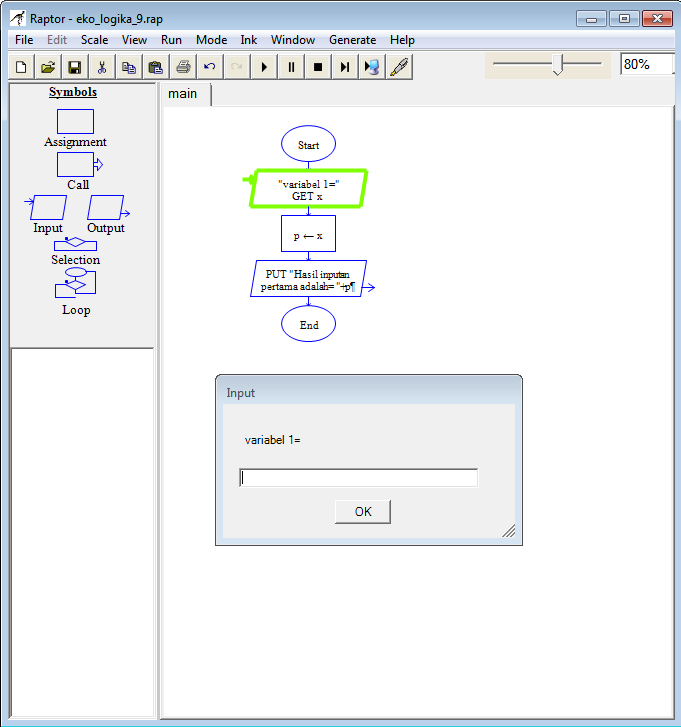 Raptor - eko_logika_9.rap
File Edit Scale View Run Mode Ink Window Generate Help
80%
Symbols
Assignment
Call
Input Output
Selection
Loop
main
Start
"variabel 1="
GET x
p ← x
PUT "Hasil inputan
pertama adalah= "+p¶
End
Input
variabel 1=
OK